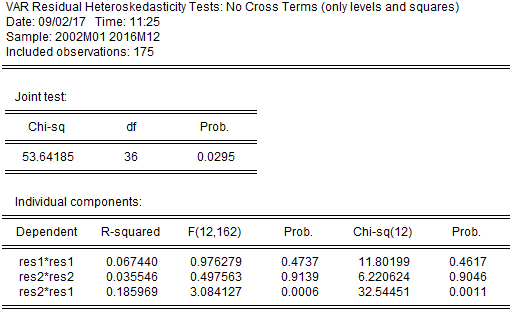 VAR Residual Heteroskedasticity Tests: No Cross Terms (only levels and squares)
Date: 09/02/17 Time: 11:25
Sample: 2002M01 2016M12
Included observations: 175
Joint test:
Chi-sq df Prob.
53.64185 36 0.0295
Individual components:
Dependent R-squared F(12,162) Prob. Chi-sq(12) Prob.
res1*res1 0.067440 0.976279 0.4737 11.80199 0.4617
res2*res2 0.035546 0.497563 0.9139 6.220624 0.9046
res2*res1 0.185969 3.084127 0.0006 32.54451 0.0011